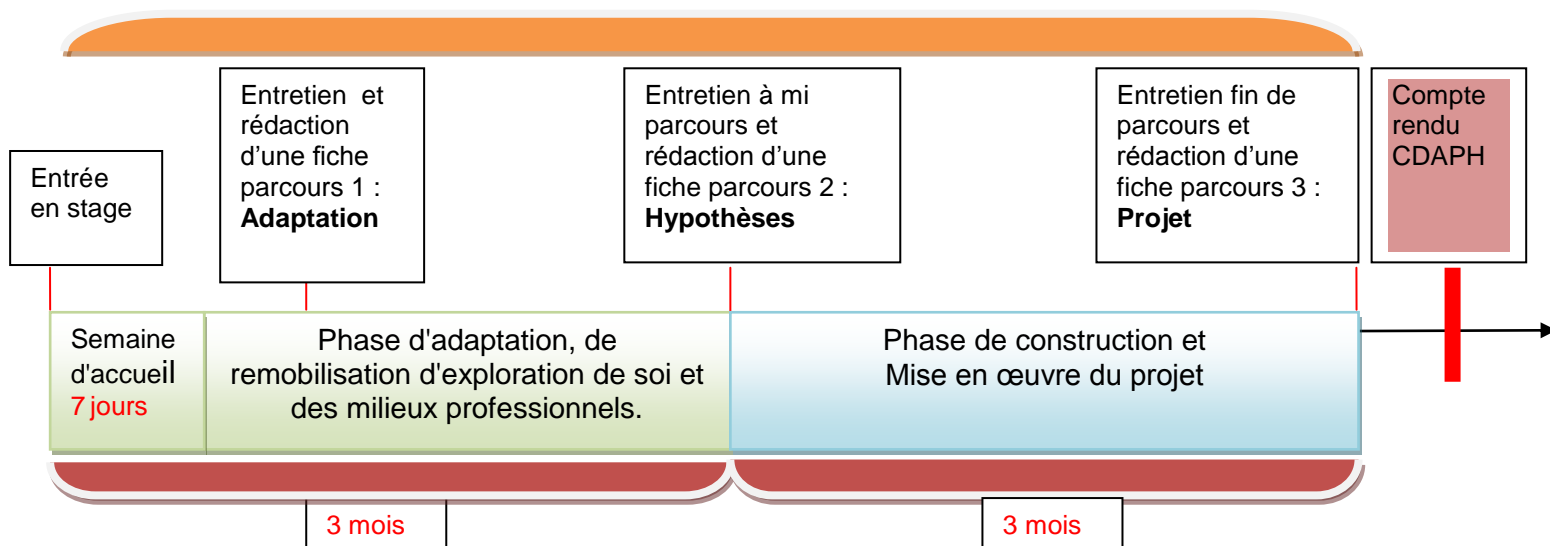 Entrée
en stage
Entretien et
rédaction
d'une fiche
parcours 1 :
Adaptation
Entretien à mi
parcours et
rédaction d'une
fiche parcours 2 :
Hypothèses
Entretien fin de
parcours et
rédaction d'une
fiche parcours 3 :
Projet
Compte
rendu
CDAPH
Semaine
d'accueil
7 jours
Phase d'adaptation, de
remobilisation d'exploration de soi et
des milieux professionnels.
Phase de construction et
Mise en œuvre du projet
3 mois
3 mois